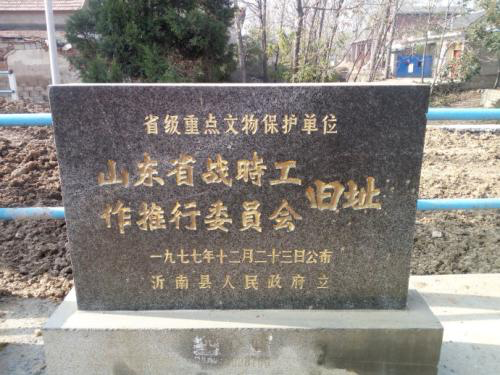 省级重点文物保护单位
山东省战時工
作推行委員会
旧址
一九七七年十二月二十三日公布
沂南县人民政府立